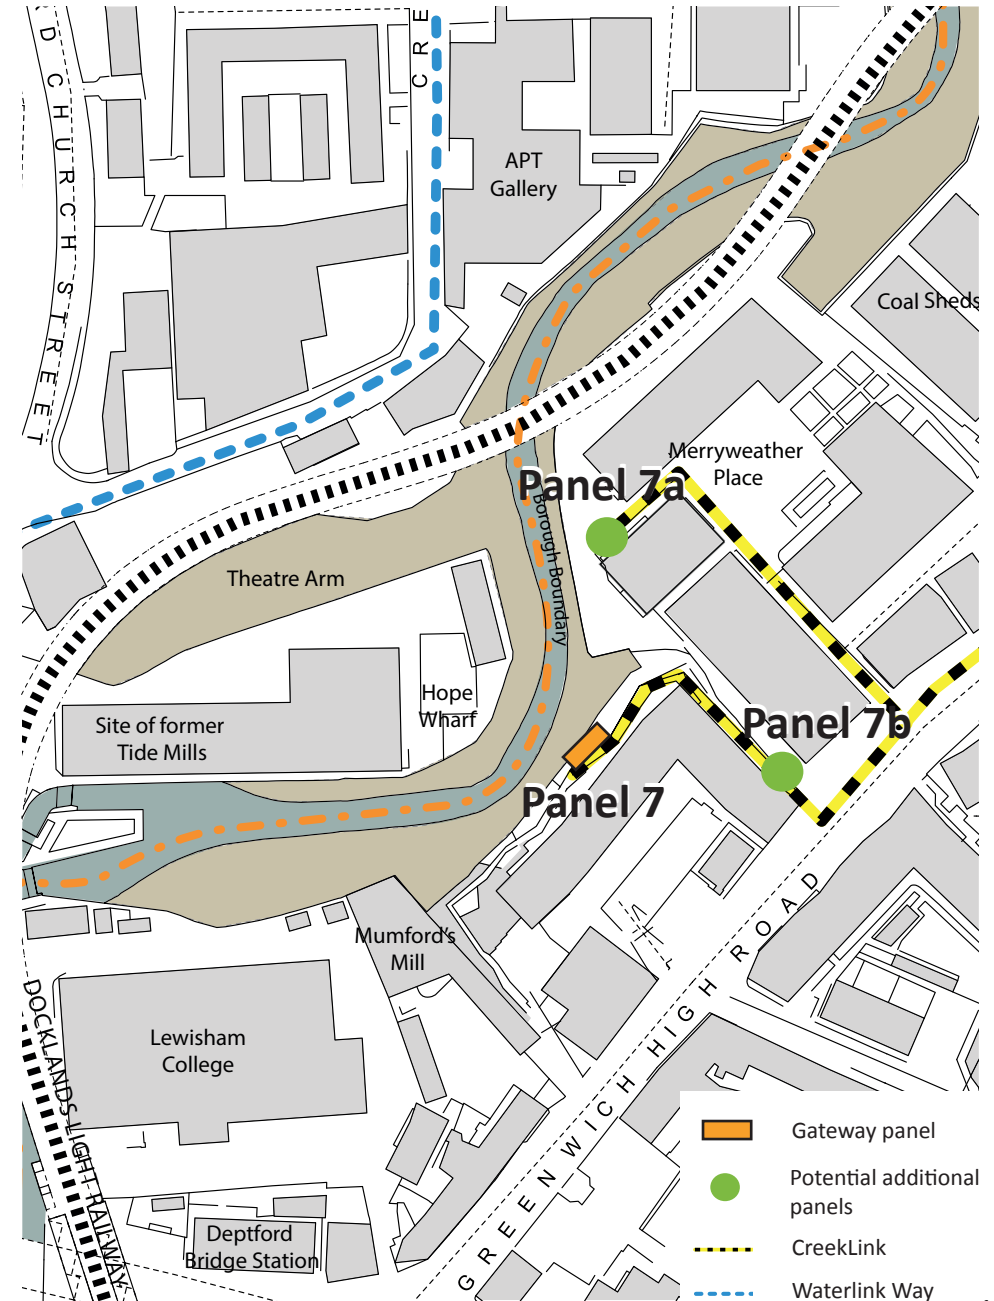 D CHURCH STREET
CRE
APT
Gallery
Coal Sheds
Merryweather
Place
Panel 7a
Borough Boundary
Theatre Arm
Hope
Wharf
Site of former
Tide Mills
Panel 7b
Panel 7
Mumford's
Mill
Lewisham
College
DOCKLANDS LIGHT RAILWAY
GREENWICH HIGH ROAD
Deptford
Bridge Station
Gateway panel
Potential additional
panels
CreekLink
Waterlink Way